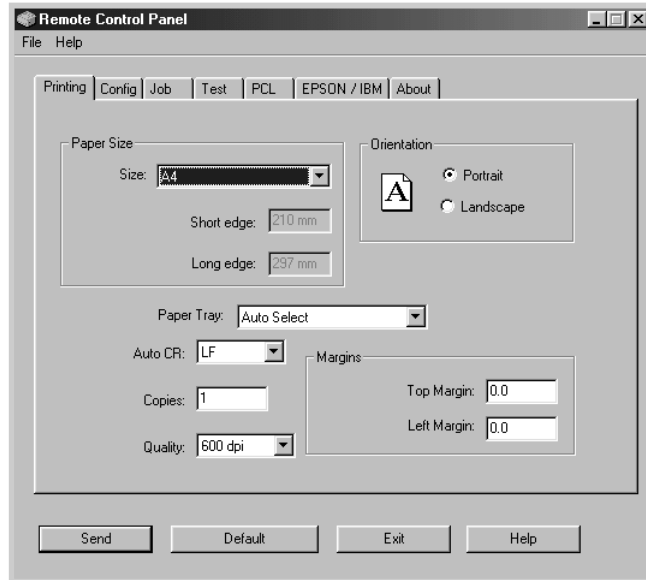 Remote Control Panel
File Help
Printing Config Job Test PCL EPSON / IBM About
Paper Size
Size: A4
Short edge: 210 mm
Long edge: 297 mm
Orientation
A
Portrait
Landscape
Paper Tray: Auto Select
Auto CR: LF
Copies: 1
Quality: 600 dpi
Margins
Top Margin: 0.0
Left Margin: 0.0
Send Default Exit Help